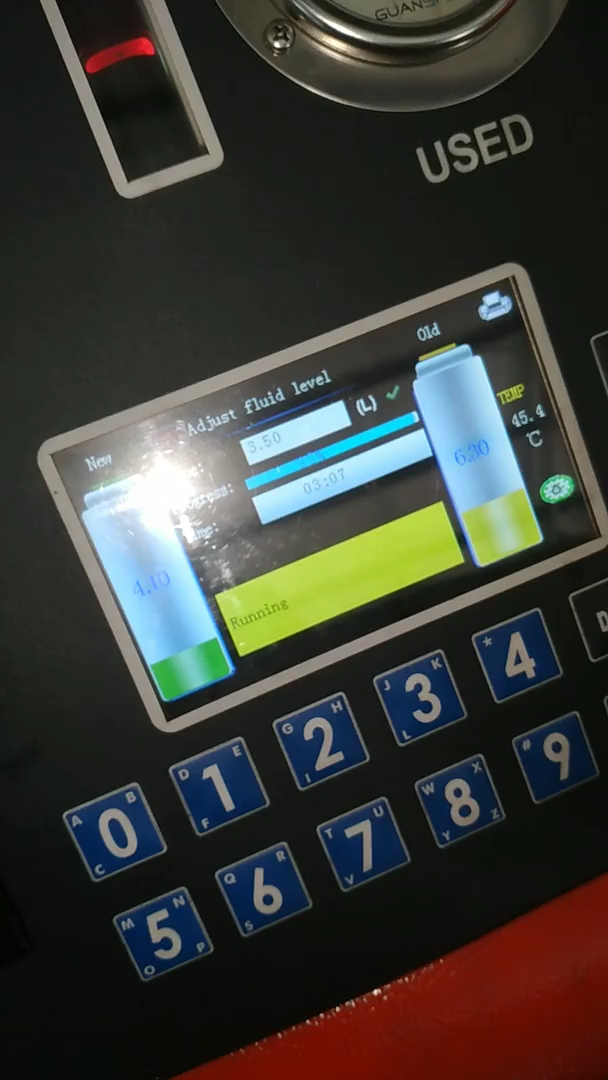 USED
Old
Adjust fluid level
New
3.50
(L)
TEMP
45.4
℃
03:07
4.10
6.30
Running
A B 0 C
D E 1 F
G H 2 I
J K 3 L
* 4
M N 5 O P
Q R 6 S
T U 7 V
W X 8 Y Z
# 9